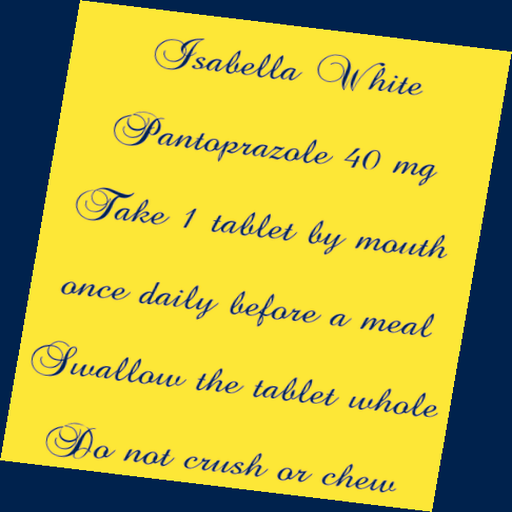 Isabella White
Pantoprazole 40 mg
Take 1 tablet by mouth
once daily before a meal
Swallow the tablet whole
Do not crush or chew